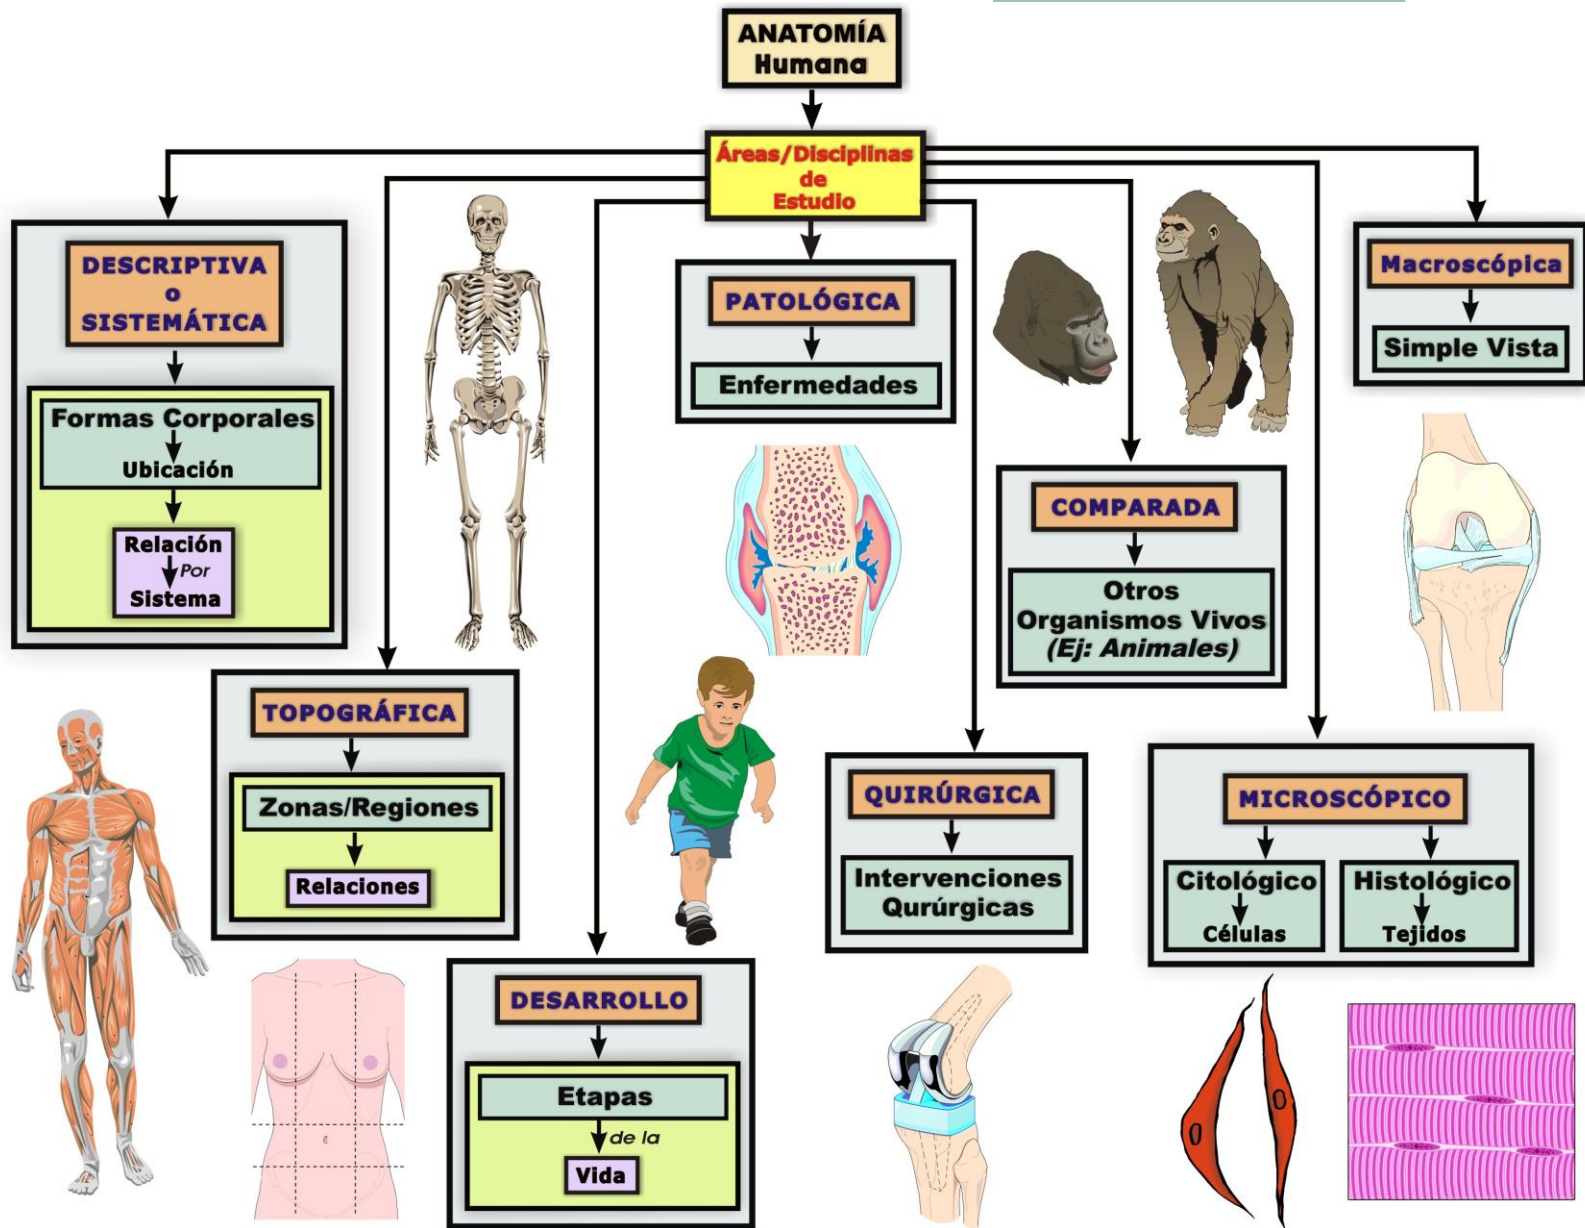 ANATOMÍA
Humana
Áreas/Disciplinas
de
Estudio
DESCRIPTIVA
o
SISTEMÁTICA
Formas Corporales
Ubicación
Relación
Por
Sistema
TOPOGRÁFICA
Zonas/Regiones
Relaciones
DESARROLLO
Etapas
de la
Vida
PATOLÓGICA
Enfermedades
QUIRÚRGICA
Intervenciones
Qurúrgicas
COMPARADA
Otros
Organismos Vivos
(Ej: Animales)
MICROSCÓPICO
Citológico
Células
Histológico
Tejidos
Macroscópica
Simple Vista